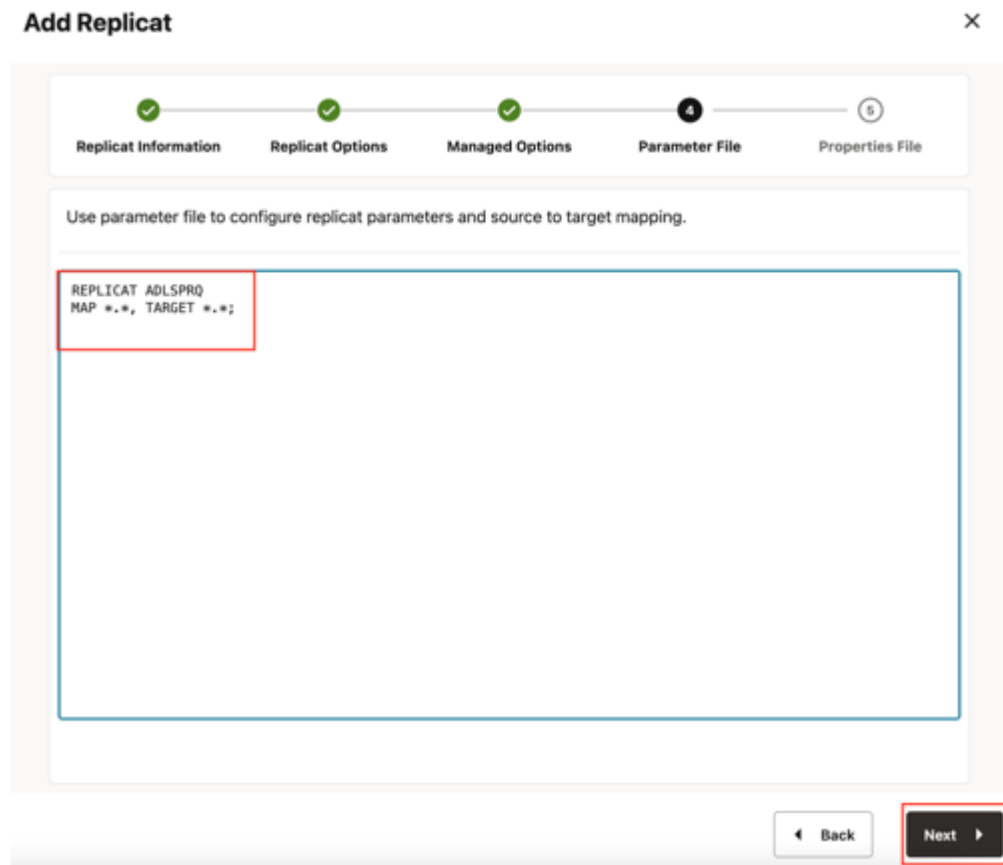 Add Replicat
4
5
Replicat Information
Replicat Options
Managed Options
Parameter File
Properties File
Use parameter file to configure replicat parameters and source to target mapping.
REPLICAT ADLSPRQ
MAP *.*, TARGET *.*;
Back
Next